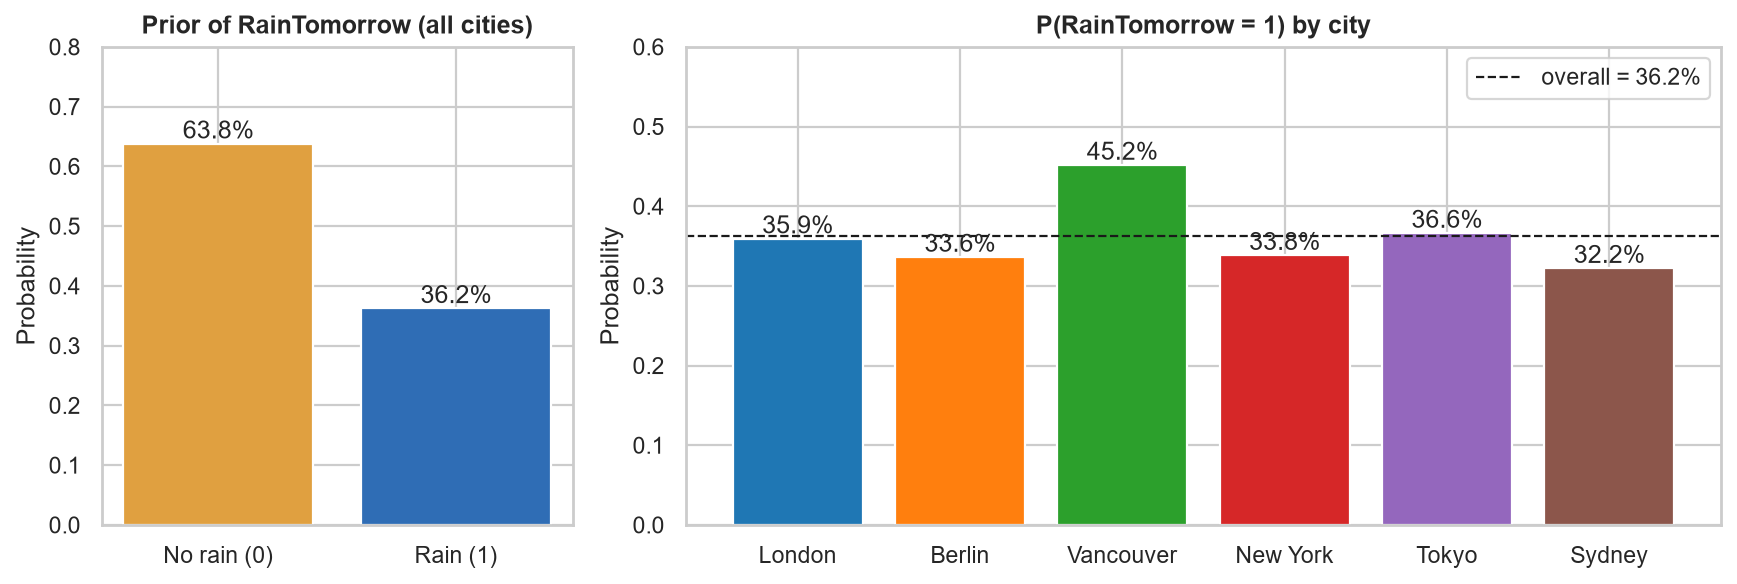 Prior of RainTomorrow (all cities)
Probability
0.8
0.7
0.6
0.5
0.4
0.3
0.2
0.1
0.0
63.8%
36.2%
No rain (0)
Rain (1)
P(RainTomorrow = 1) by city
overall = 36.2%
Probability
0.6
0.5
0.4
0.3
0.2
0.1
0.0
35.9%
33.6%
45.2%
33.8%
36.6%
32.2%
London
Berlin
Vancouver
New York
Tokyo
Sydney